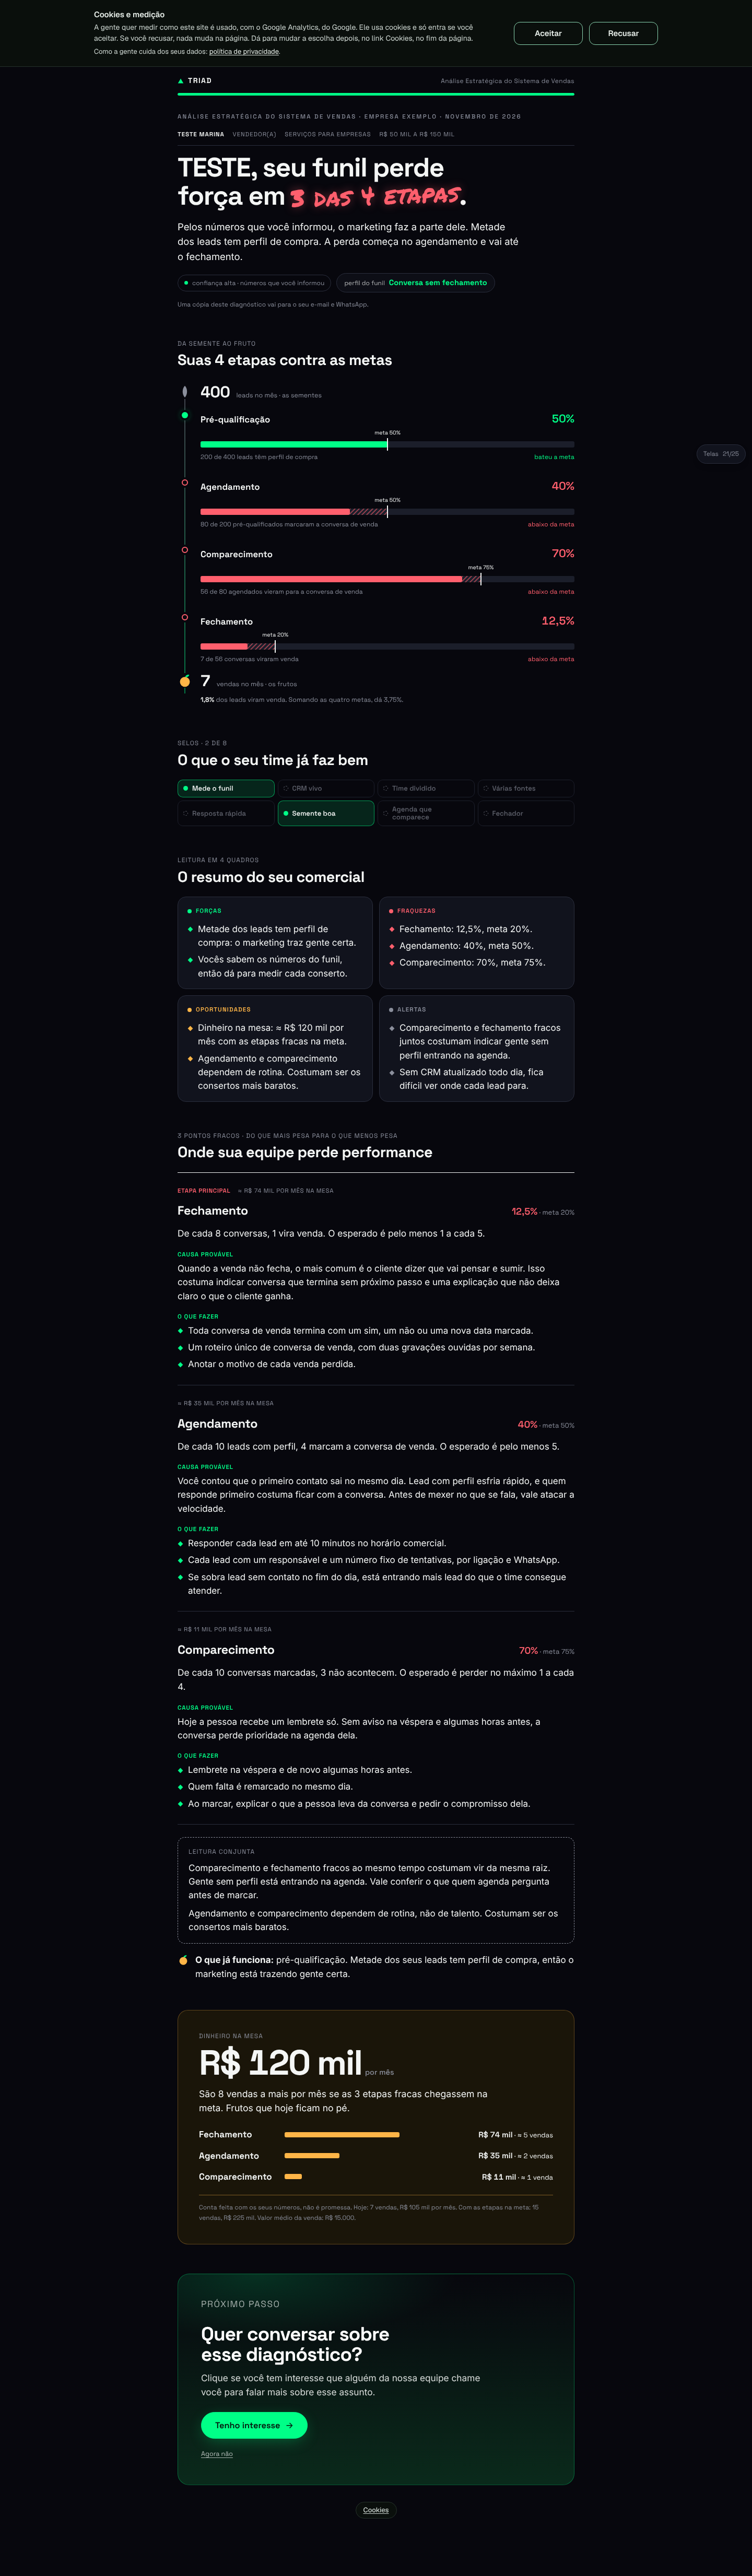 Cookies e medição
A gente quer medir como este site é usado, com o Google Analytics, do Google. Ele usa cookies e só entra se você
aceitar. Se você recusar, nada muda na página. Dá para mudar a escolha depois, no link Cookies, no fim da página.
Como a gente cuida dos seus dados: política de privacidade.
Aceitar
Recusar
TRIAD
Análise Estratégica do Sistema de Vendas
ANÁLISE ESTRATÉGICA DO SISTEMA DE VENDAS · EMPRESA EXEMPLO · NOVEMBRO DE 2026
TESTE MARINA VENDEDOR(A) SERVIÇOS PARA EMPRESAS R$ 50 MIL A R$ 150 MIL
TESTE, seu funil perde
força em 3 das 4 etapas.
Pelos números que você informou, o marketing faz a parte dele. Metade
dos leads tem perfil de compra. A perda começa no agendamento e vai até
o fechamento.
confiança alta · números que você informou
perfil do funil Conversa sem fechamento
Uma cópia deste diagnóstico vai para o seu e-mail e WhatsApp.
DA SEMENTE AO FRUTO
Suas 4 etapas contra as metas
400 leads no mês · as sementes
Pré-qualificação 50%
meta 50%
200 de 400 leads têm perfil de compra bateu a meta
Telas 21/25
Agendamento 40%
meta 50%
80 de 200 pré-qualificados marcaram a conversa de venda abaixo da meta
Comparecimento 70%
meta 75%
56 de 80 agendados vieram para a conversa de venda abaixo da meta
Fechamento 12,5%
meta 20%
7 de 56 conversas viraram venda abaixo da meta
7 vendas no mês · os frutos
1,8% dos leads viram venda. Somando as quatro metas, dá 3,75%.
SELOS · 2 DE 8
O que o seu time já faz bem
Mede o funil
CRM vivo
Time dividido
Várias fontes
Resposta rápida
Semente boa
Agenda que
comparece
Fechador
LEITURA EM 4 QUADROS
O resumo do seu comercial
FORÇAS
Metade dos leads tem perfil de
compra: o marketing traz gente certa.
Vocês sabem os números do funil,
então dá para medir cada conserto.
FRAQUEZAS
Fechamento: 12,5%, meta 20%.
Agendamento: 40%, meta 50%.
Comparecimento: 70%, meta 75%.
OPORTUNIDADES
Dinheiro na mesa: ≈ R$ 120 mil por
mês com as etapas fracas na meta.
Agendamento e comparecimento
dependem de rotina. Costumam ser os
consertos mais baratos.
ALERTAS
Comparecimento e fechamento fracos
juntos costumam indicar gente sem
perfil entrando na agenda.
Sem CRM atualizado todo dia, fica
difícil ver onde cada lead para.
3 PONTOS FRACOS · DO QUE MAIS PESA PARA O QUE MENOS PESA
Onde sua equipe perde performance
ETAPA PRINCIPAL ≈ R$ 74 MIL POR MÊS NA MESA
Fechamento 12,5% · meta 20%
De cada 8 conversas, 1 vira venda. O esperado é pelo menos 1 a cada 5.
CAUSA PROVÁVEL
Quando a venda não fecha, o mais comum é o cliente dizer que vai pensar e sumir. Isso
costuma indicar conversa que termina sem próximo passo e uma explicação que não deixa
claro o que o cliente ganha.
O QUE FAZER
Toda conversa de venda termina com um sim, um não ou uma nova data marcada.
Um roteiro único de conversa de venda, com duas gravações ouvidas por semana.
Anotar o motivo de cada venda perdida.
≈ R$ 35 MIL POR MÊS NA MESA
Agendamento 40% · meta 50%
De cada 10 leads com perfil, 4 marcam a conversa de venda. O esperado é pelo menos 5.
CAUSA PROVÁVEL
Você contou que o primeiro contato sai no mesmo dia. Lead com perfil esfria rápido, e quem
responde primeiro costuma ficar com a conversa. Antes de mexer no que se fala, vale atacar a
velocidade.
O QUE FAZER
Responder cada lead em até 10 minutos no horário comercial.
Cada lead com um responsável e um número fixo de tentativas, por ligação e WhatsApp.
Se sobra lead sem contato no fim do dia, está entrando mais lead do que o time consegue
atender.
≈ R$ 11 MIL POR MÊS NA MESA
Comparecimento 70% · meta 75%
De cada 10 conversas marcadas, 3 não acontecem. O esperado é perder no máximo 1 a cada
4.
CAUSA PROVÁVEL
Hoje a pessoa recebe um lembrete só. Sem aviso na véspera e algumas horas antes, a
conversa perde prioridade na agenda dela.
O QUE FAZER
Lembrete na véspera e de novo algumas horas antes.
Quem falta é remarcado no mesmo dia.
Ao marcar, explicar o que a pessoa leva da conversa e pedir o compromisso dela.
LEITURA CONJUNTA
Comparecimento e fechamento fracos ao mesmo tempo costumam vir da mesma raiz.
Gente sem perfil está entrando na agenda. Vale conferir o que quem agenda pergunta
antes de marcar.
Agendamento e comparecimento dependem de rotina, não de talento. Costumam ser os
consertos mais baratos.
O que já funciona: pré-qualificação. Metade dos seus leads tem perfil de compra, então o
marketing está trazendo gente certa.
DINHEIRO NA MESA
R$ 120 mil por mês
São 8 vendas a mais por mês se as 3 etapas fracas chegassem na
meta. Frutos que hoje ficam no pé.
Fechamento R$ 74 mil · ≈ 5 vendas
Agendamento R$ 35 mil · ≈ 2 vendas
Comparecimento R$ 11 mil · ≈ 1 venda
Conta feita com os seus números, não é promessa. Hoje: 7 vendas, R$ 105 mil por mês. Com as etapas na meta: 15
vendas, R$ 225 mil. Valor médio da venda: R$ 15.000.
PRÓXIMO PASSO
Quer conversar sobre
esse diagnóstico?
Clique se você tem interesse que alguém da nossa equipe chame
você para falar mais sobre esse assunto.
Tenho interesse →
Agora não
Cookies